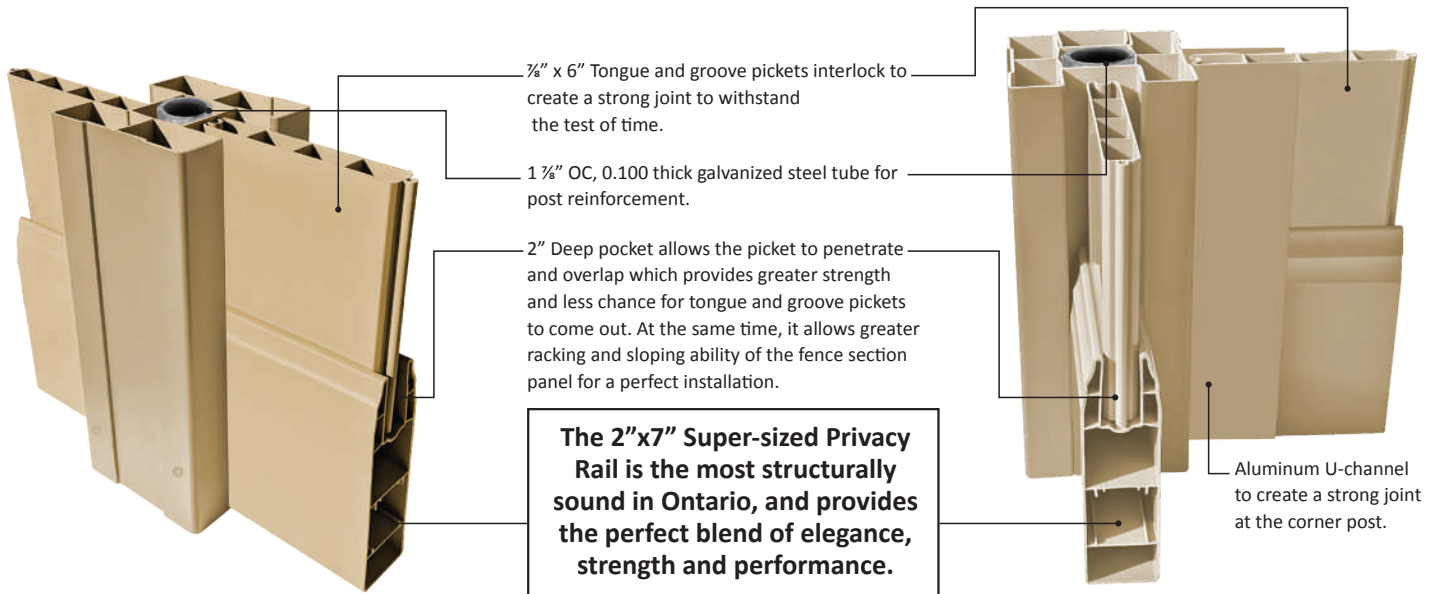 ⅞” x 6” Tongue and groove pickets interlock to
create a strong joint to withstand
the test of time.
1 ⅞” OC, 0.100 thick galvanized steel tube for
post reinforcement.
2” Deep pocket allows the picket to penetrate
and overlap which provides greater strength
and less chance for tongue and groove pickets
to come out. At the same time, it allows greater
racking and sloping ability of the fence section
panel for a perfect installation.
The 2”x7” Super-sized Privacy
Rail is the most structurally
sound in Ontario, and provides
the perfect blend of elegance,
strength and performance.
Aluminum U-channel
to create a strong joint
at the corner post.